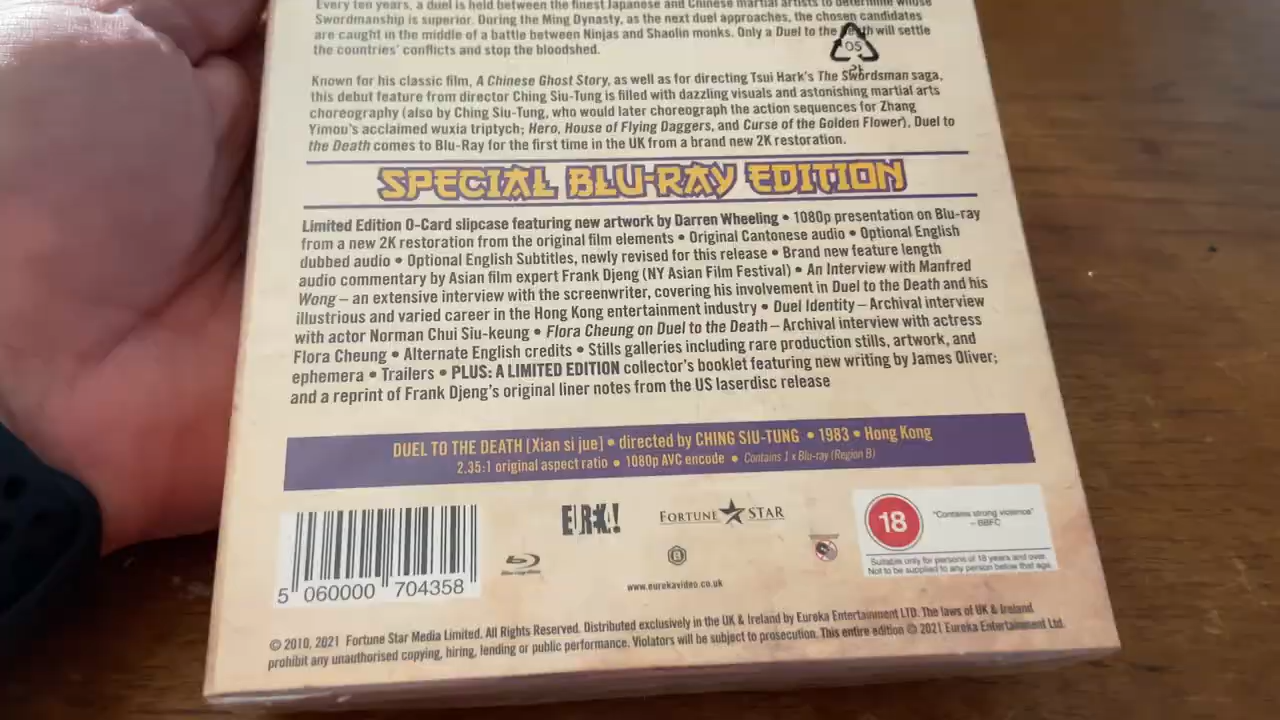 Every ten years, a duel is held between the finest Japanese and Chinese martial artists to determine whose
Swordmanship is superior. During the Ming Dynasty, as the next duel approaches, the chosen candidates
are caught in the middle of a battle between Ninjas and Shaolin monks. Only a Duel to the Death will settle
the countries' conflicts and stop the bloodshed.
05
Known for his classic film, A Chinese Ghost Story, as well as for directing Tsui Hark's The Swordsman saga,
this debut feature from director Ching Siu-Tung is filled with dazzling visuals and astonishing martial arts
choreography (also by Ching Siu-Tung, who would later choreograph the action sequences for Zhang
Yimou's acclaimed wuxia triptych; Hero, House of Flying Daggers, and Curse of the Golden Flower). Duel to
the Death comes to Blu-Ray for the first time in the UK from a brand new 2K restoration.
SPECIAL BLU-RAY EDITION
Limited Edition O-Card slipcase featuring new artwork by Darren Wheeling • 1080p presentation on Blu-ray
from a new 2K restoration from the original film elements • Original Cantonese audio • Optional English
dubbed audio • Optional English Subtitles, newly revised for this release • Brand new feature length
audio commentary by Asian film expert Frank Djeng (NY Asian Film Festival) • An Interview with Manfred
Wong – an extensive interview with the screenwriter, covering his involvement in Duel to the Death and his
illustrious and varied career in the Hong Kong entertainment industry • Duel Identity – Archival interview
with actor Norman Chui Siu-keung • Flora Cheung on Duel to the Death – Archival interview with actress
Flora Cheung • Alternate English credits • Stills galleries including rare production stills, artwork, and
ephemera • Trailers • PLUS: A LIMITED EDITION collector's booklet featuring new writing by James Oliver;
and a reprint of Frank Djeng's original liner notes from the US laserdisc release
DUEL TO THE DEATH [Xian si jue] • directed by CHING SIU-TUNG • 1983 • Hong Kong
2.35:1 original aspect ratio • 1080p AVC encode • Contains 1 x Blu-ray (Region B)
5 060000 704358
Blu-ray Disc
EUREKA!
FORTUNE STAR
B
www.eurekavideo.co.uk
18
"Contains strong violence"
– BBFC
Suitable only for persons of 18 years and over.
Not to be supplied to any person below that age.
© 2010, 2021 Fortune Star Media Limited. All Rights Reserved. Distributed exclusively in the UK & Ireland by Eureka Entertainment LTD. The laws of UK & Ireland
prohibit any unauthorised copying, hiring, lending or public performance. Violators will be subject to prosecution. This entire edition © 2021 Eureka Entertainment Ltd.